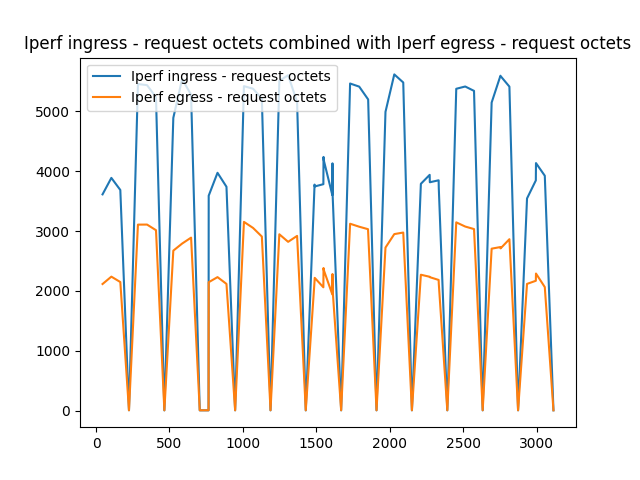 Iperf ingress - request octets combined with Iperf egress - request octets
Iperf ingress - request octets
Iperf egress - request octets
5000
4000
3000
2000
1000
0
0 500 1000 1500 2000 2500 3000